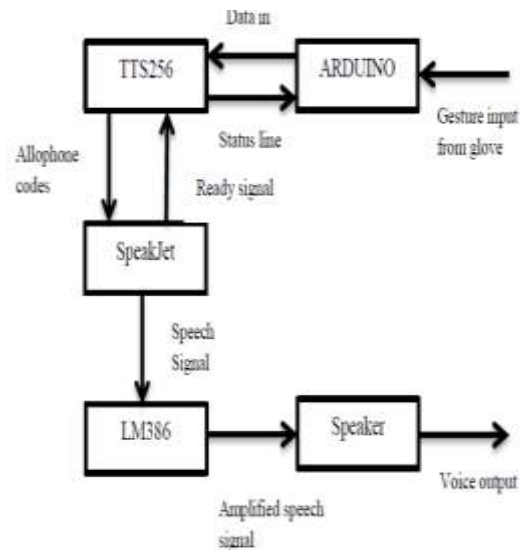 Data in
TTS256
ARDUINO
Gesture input
from glove
Status line
Allophone
codes
Ready signal
SpeakJet
Speech
Signal
LM386
Speaker
Voice output
Amplified speech
signal